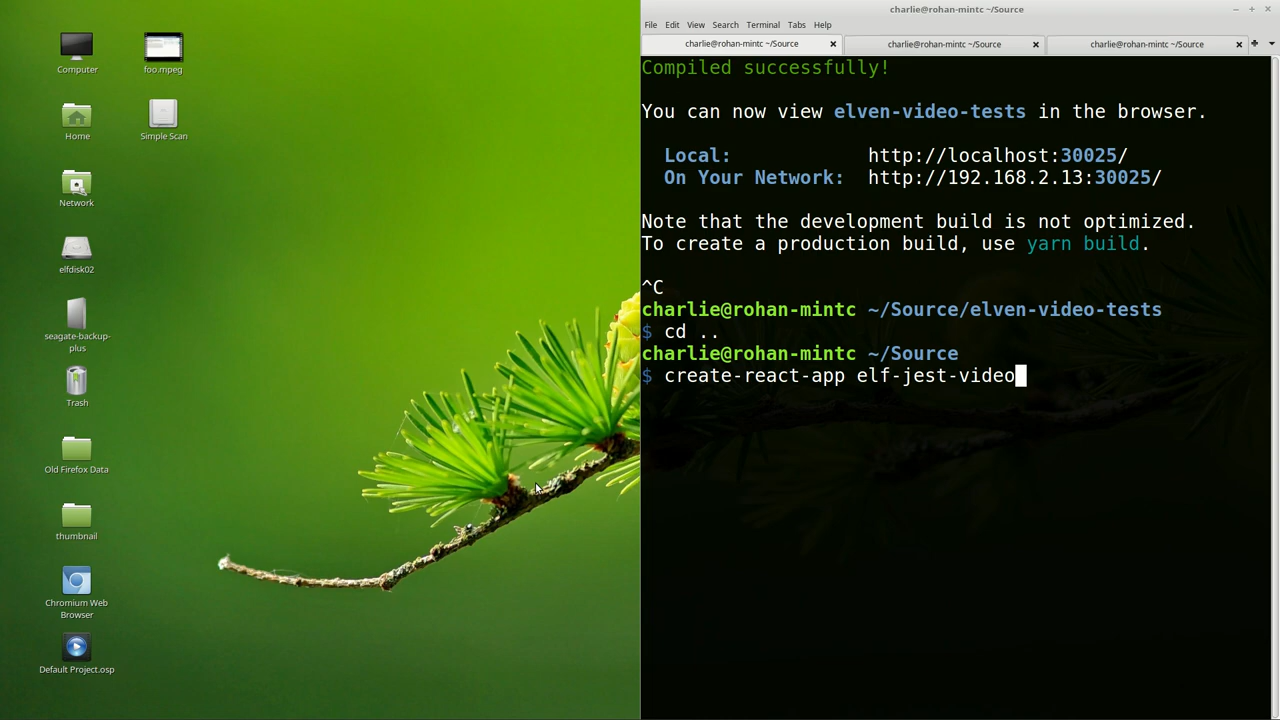 Computer
foo.mpeg
Home
Simple Scan
Network
elfdisk02
seagate-backup-
plus
Trash
Old Firefox Data
thumbnail
Chromium Web
Browser
Default Project.osp
charlie@rohan-mintc ~/Source
File Edit View Search Terminal Tabs Help
charlie@rohan-mintc ~/Source
charlie@rohan-mintc ~/Source
charlie@rohan-mintc ~/Source
Compiled successfully!
You can now view elven-video-tests in the browser.
Local: http://localhost:30025/
On Your Network: http://192.168.2.13:30025/
Note that the development build is not optimized.
To create a production build, use yarn build.
^C
charlie@rohan-mintc ~/Source/elven-video-tests
$ cd ..
charlie@rohan-mintc ~/Source
$ create-react-app elf-jest-video